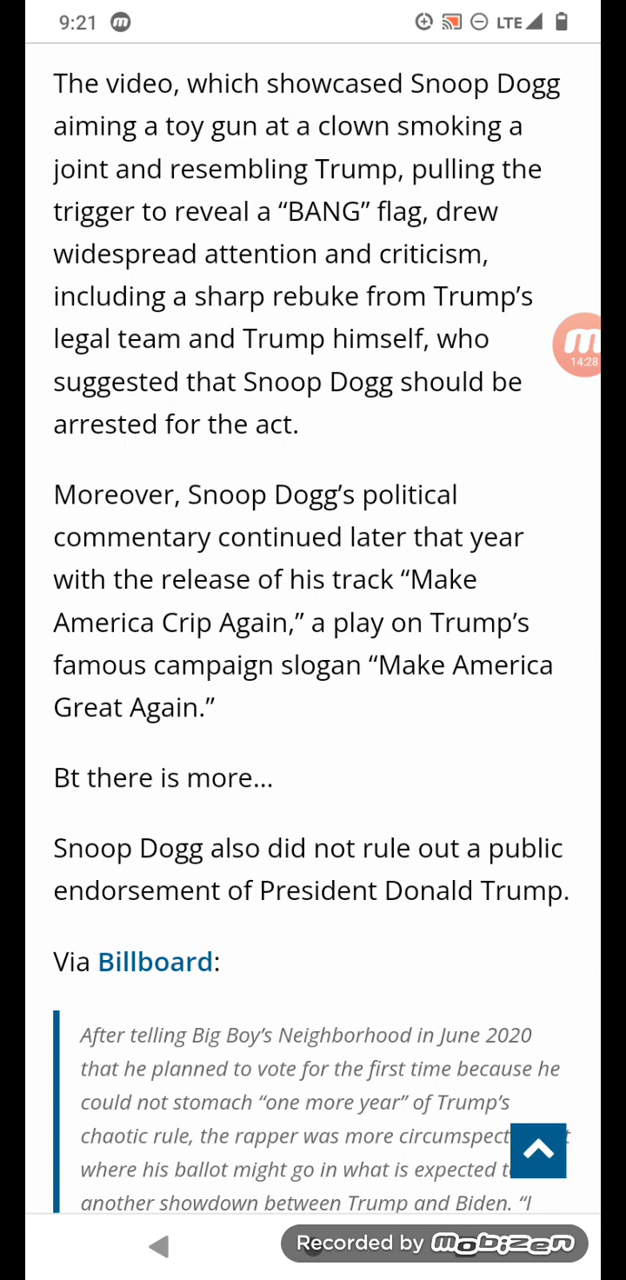 9:21 m LTE
The video, which showcased Snoop Dogg
aiming a toy gun at a clown smoking a
joint and resembling Trump, pulling the
trigger to reveal a “BANG” flag, drew
widespread attention and criticism,
including a sharp rebuke from Trump’s
legal team and Trump himself, who
m
14:28
suggested that Snoop Dogg should be
arrested for the act.
Moreover, Snoop Dogg’s political
commentary continued later that year
with the release of his track “Make
America Crip Again,” a play on Trump’s
famous campaign slogan “Make America
Great Again.”
Bt there is more...
Snoop Dogg also did not rule out a public
endorsement of President Donald Trump.
Via Billboard:
After telling Big Boy’s Neighborhood in June 2020
that he planned to vote for the first time because he
could not stomach “one more year” of Trump’s
chaotic rule, the rapper was more circumspect
where his ballot might go in what is expected
another showdown between Trump and Biden. “I
Recorded by mobizen